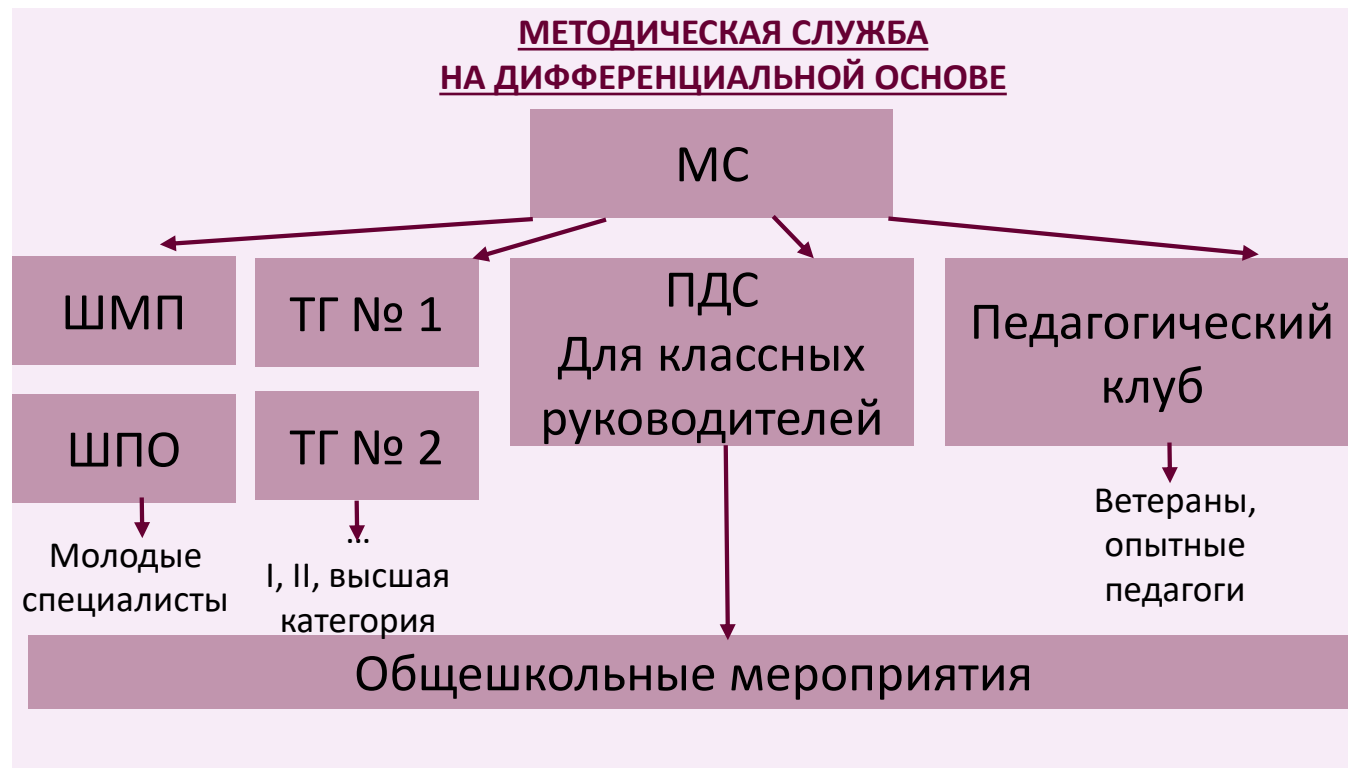 МЕТОДИЧЕСКАЯ СЛУЖБА
НА ДИФФЕРЕНЦИАЛЬНОЙ ОСНОВЕ
МС
ШМП
ТГ № 1
ПДС
Для классных
руководителей
Педагогический
клуб
ШПО
ТГ № 2
Молодые
специалисты
...
I, II, высшая
категория
Ветераны,
опытные
педагоги
Общешкольные мероприятия